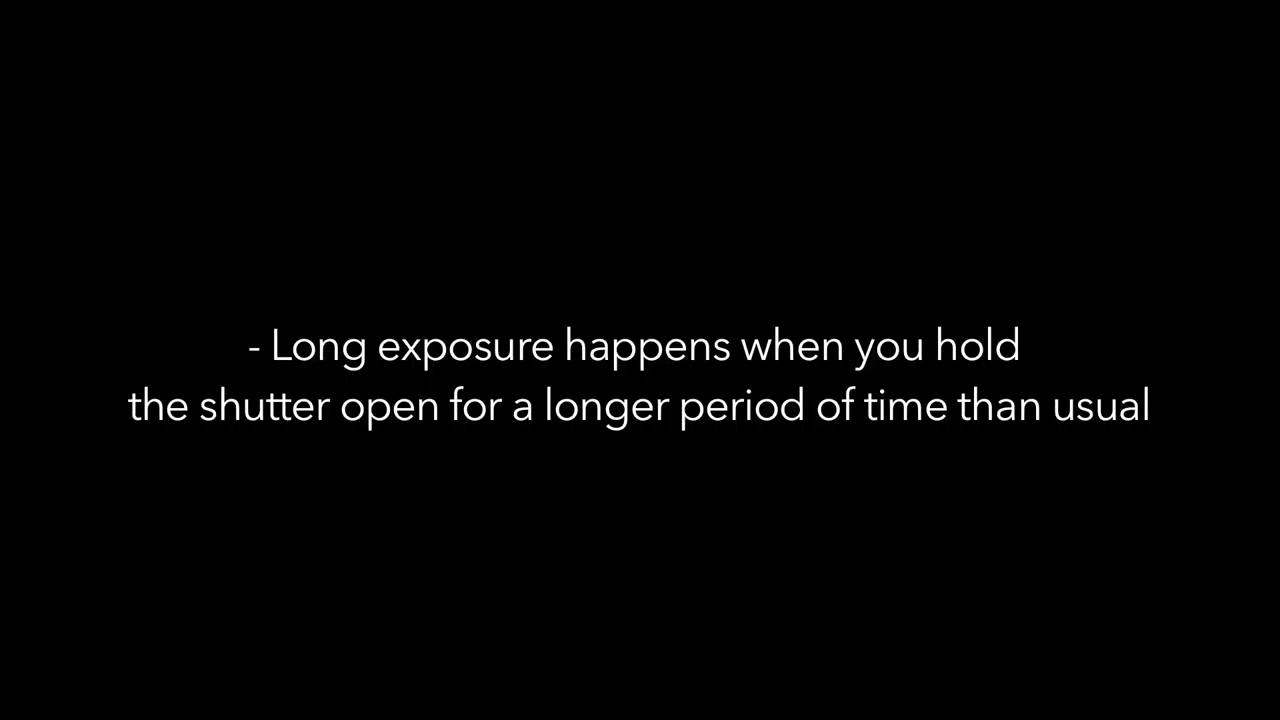 - Long exposure happens when you hold
the shutter open for a longer period of time than usual